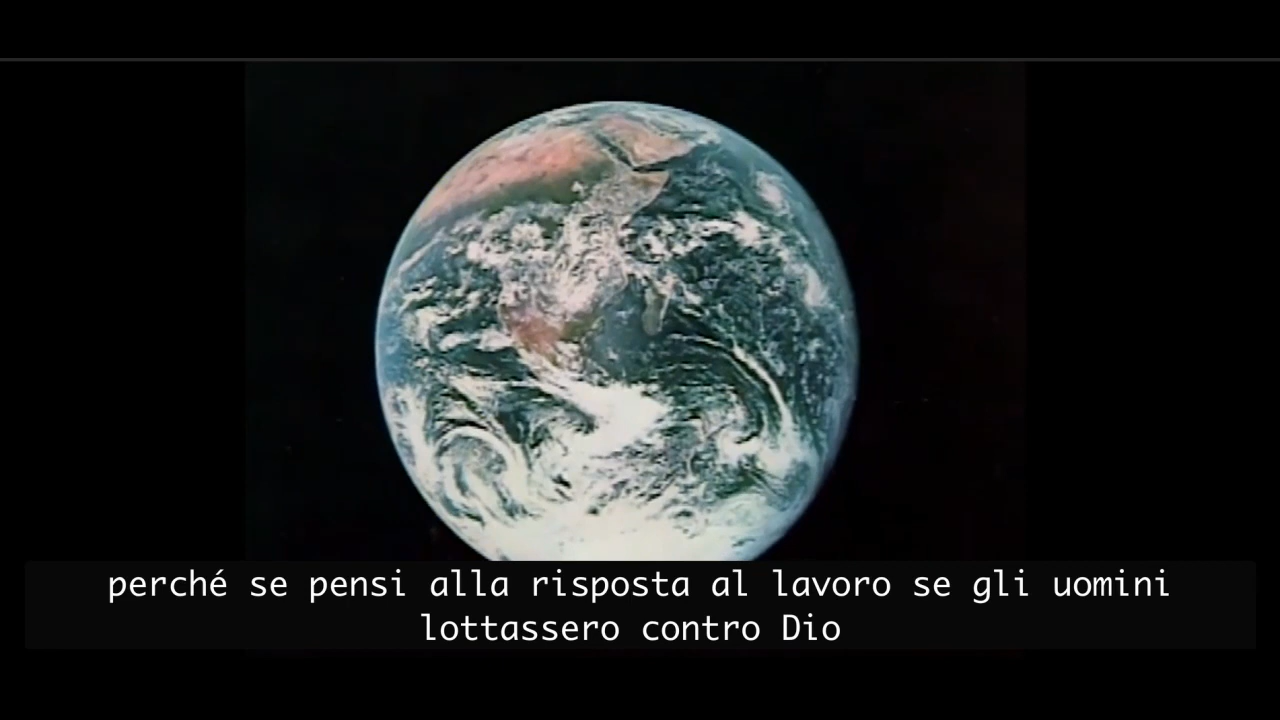 perché se pensi alla risposta al lavoro se gli uomini
lottassero contro Dio